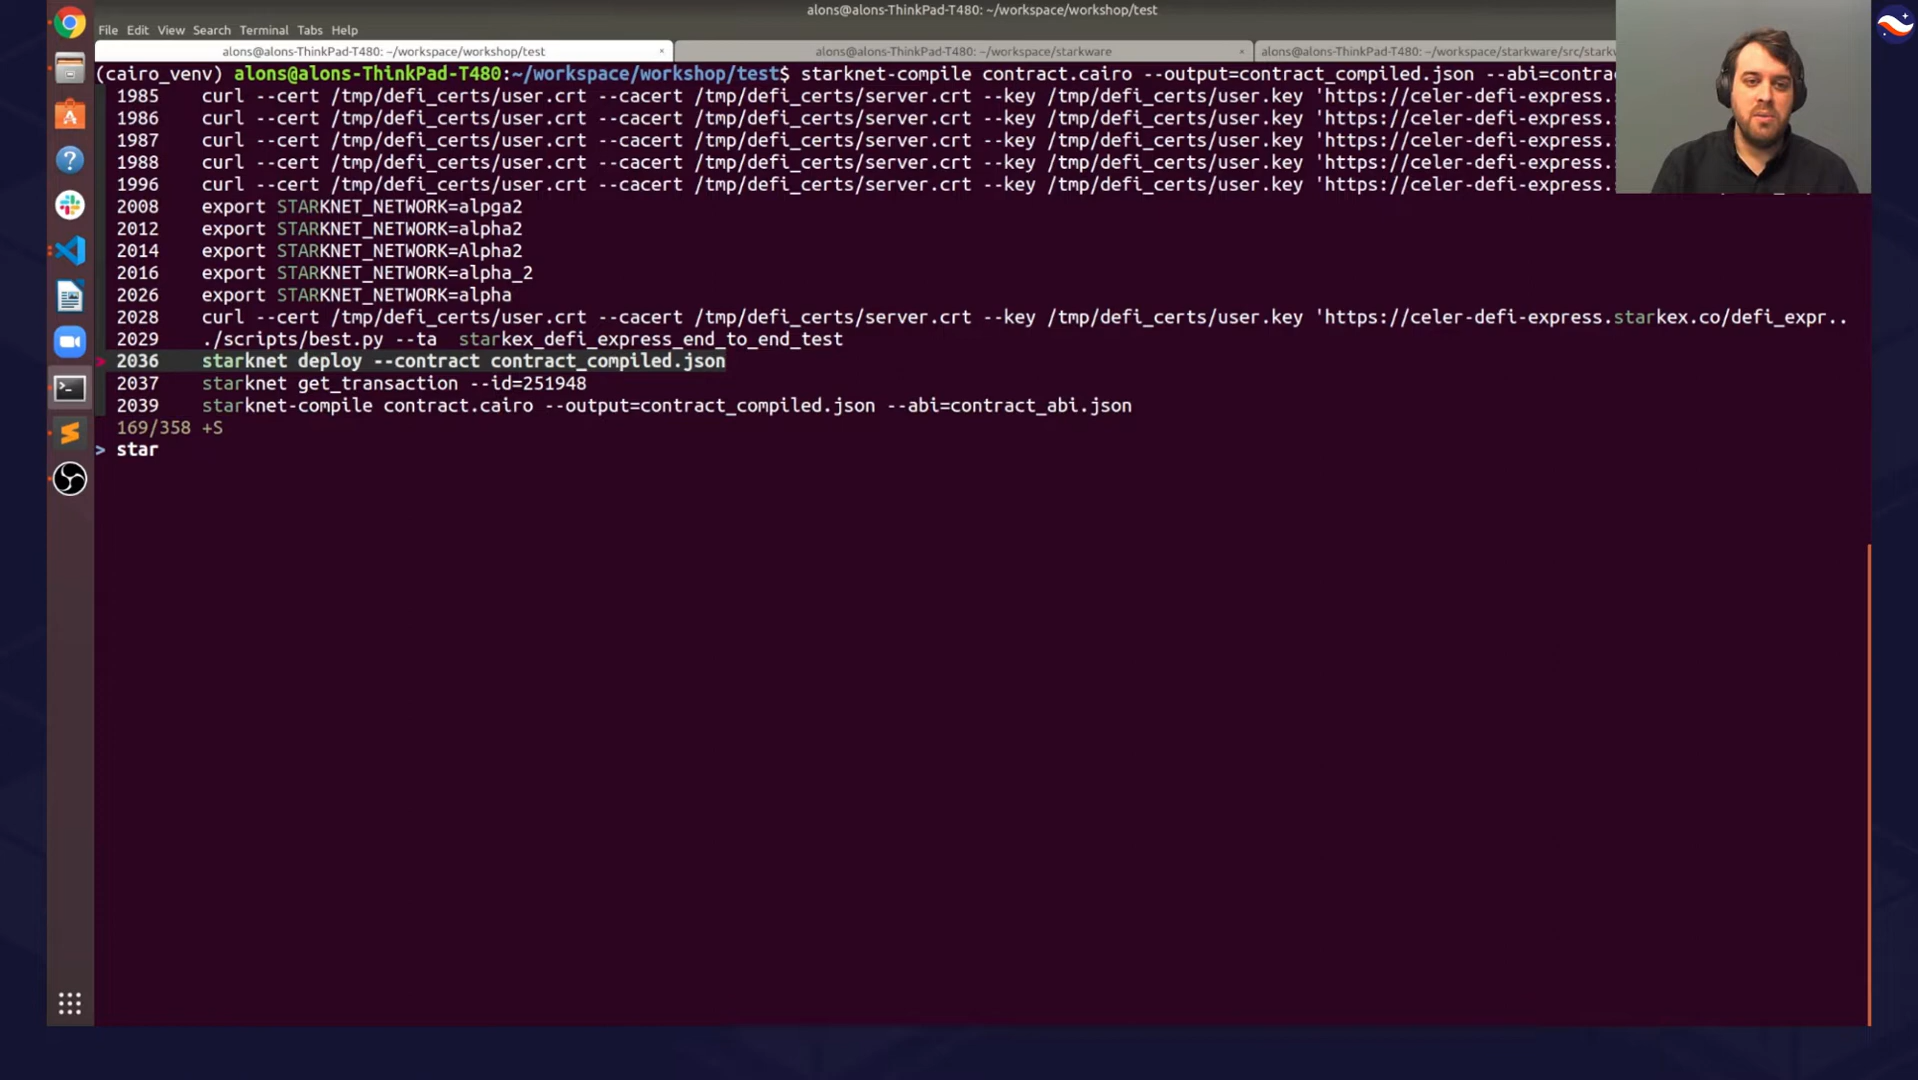 alons@alons-ThinkPad-T480: ~/workspace/workshop/test
File Edit View Search Terminal Tabs Help
alons@alons-ThinkPad-T480: ~/workspace/workshop/test × alons@alons-ThinkPad-T480: ~/workspace/starkware × alons@alons-ThinkPad-T480: ~/workspace/starkware/src/starkw
(cairo_venv) alons@alons-ThinkPad-T480:~/workspace/workshop/test$ starknet-compile contract.cairo --output=contract_compiled.json --abi=contrac
1985 curl --cert /tmp/defi_certs/user.crt --cacert /tmp/defi_certs/server.crt --key /tmp/defi_certs/user.key 'https://celer-defi-express.s
1986 curl --cert /tmp/defi_certs/user.crt --cacert /tmp/defi_certs/server.crt --key /tmp/defi_certs/user.key 'https://celer-defi-express.s
1987 curl --cert /tmp/defi_certs/user.crt --cacert /tmp/defi_certs/server.crt --key /tmp/defi_certs/user.key 'https://celer-defi-express.s
1988 curl --cert /tmp/defi_certs/user.crt --cacert /tmp/defi_certs/server.crt --key /tmp/defi_certs/user.key 'https://celer-defi-express.s
1996 curl --cert /tmp/defi_certs/user.crt --cacert /tmp/defi_certs/server.crt --key /tmp/defi_certs/user.key 'https://celer-defi-express.s
2008 export STARKNET_NETWORK=alpga2
2012 export STARKNET_NETWORK=alpha2
2014 export STARKNET_NETWORK=Alpha2
2016 export STARKNET_NETWORK=alpha_2
2026 export STARKNET_NETWORK=alpha
2028 curl --cert /tmp/defi_certs/user.crt --cacert /tmp/defi_certs/server.crt --key /tmp/defi_certs/user.key 'https://celer-defi-express.starkex.co/defi_expr..
2029 ./scripts/best.py --ta starkex_defi_express_end_to_end_test
> 2036 starknet deploy --contract contract_compiled.json
2037 starknet get_transaction --id=251948
2039 starknet-compile contract.cairo --output=contract_compiled.json --abi=contract_abi.json
169/358 +S
> star